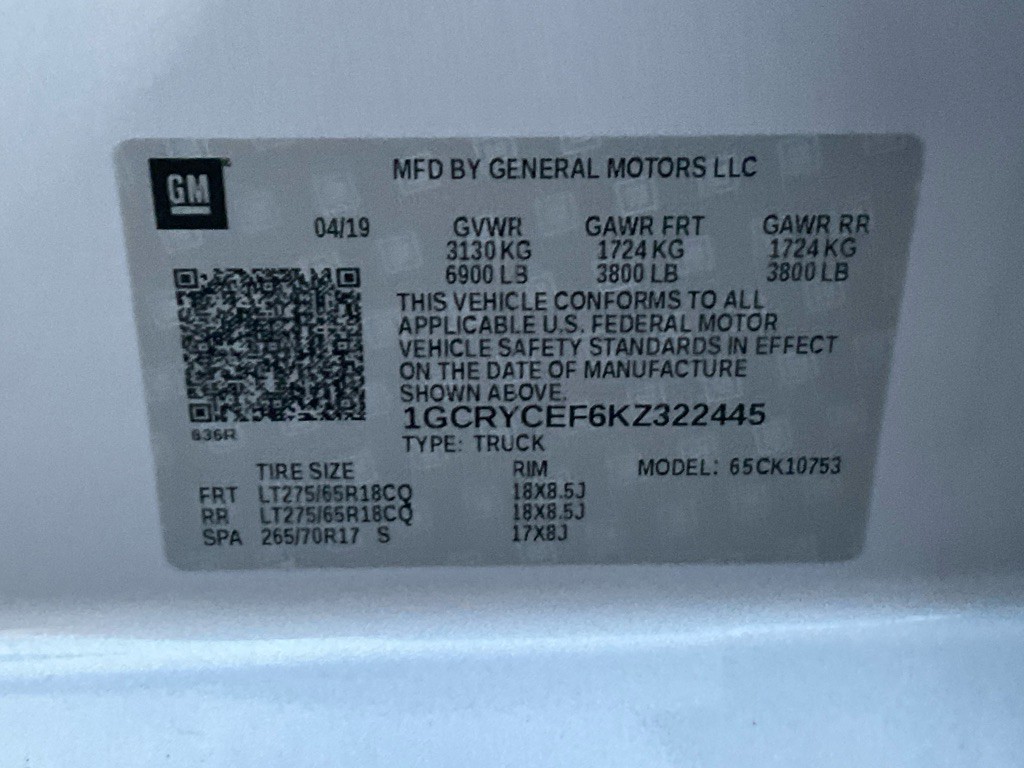 GM
MFD BY GENERAL MOTORS LLC
04/19 GVWR GAWR FRT GAWR RR
3130 KG 1724 KG 1724 KG
6900 LB 3800 LB 3800 LB
THIS VEHICLE CONFORMS TO ALL
APPLICABLE U.S. FEDERAL MOTOR
VEHICLE SAFETY STANDARDS IN EFFECT
ON THE DATE OF MANUFACTURE
SHOWN ABOVE.
1GCRYCEF6KZ322445
636R
TYPE: TRUCK
TIRE SIZE RIM MODEL: 65CK10753
FRT LT275/65R18CQ 18X8.5J
RR LT275/65R18CQ 18X8.5J
SPA 265/70R17 S 17X8J